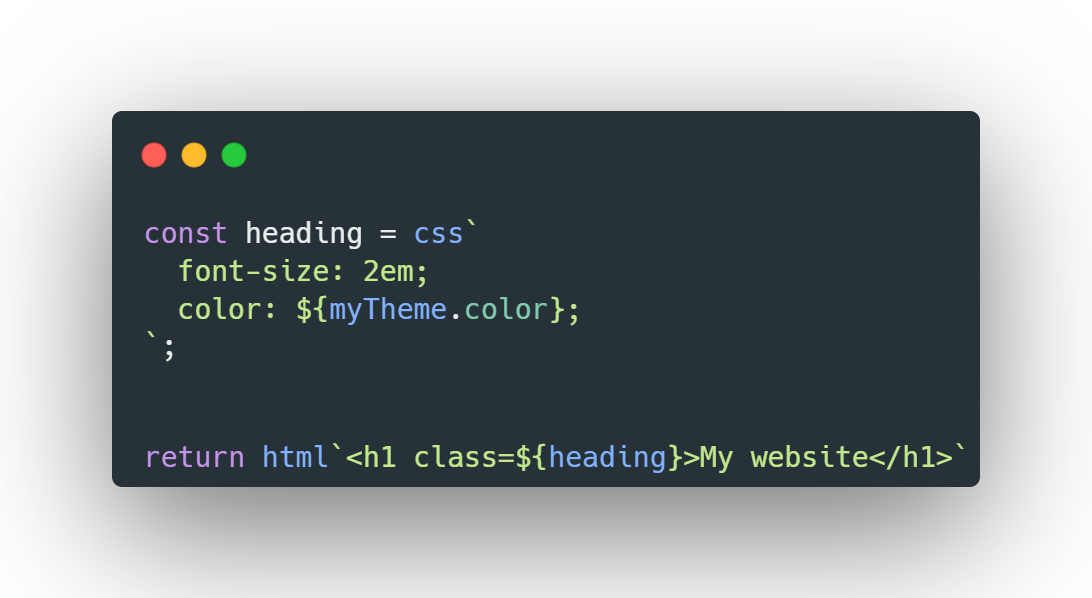 const heading = css`
  font-size: 2em;
  color: ${myTheme.color};
`;
return html`<h1 class=${heading}>My website</h1>`